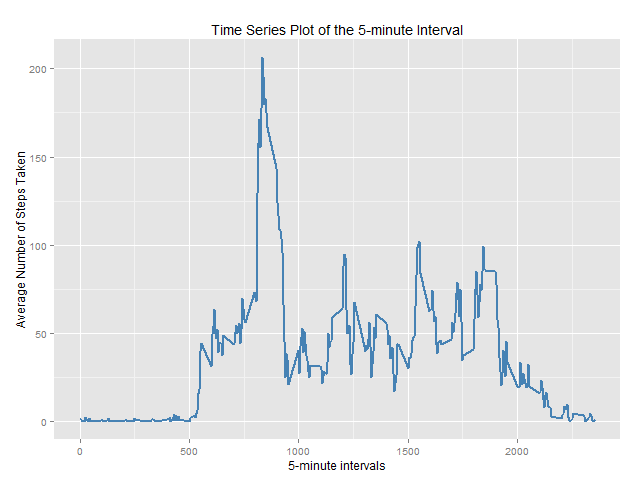 Time Series Plot of the 5-minute Interval
Average Number of Steps Taken
200
150
100
50
0
0 500 1000 1500 2000
5-minute intervals